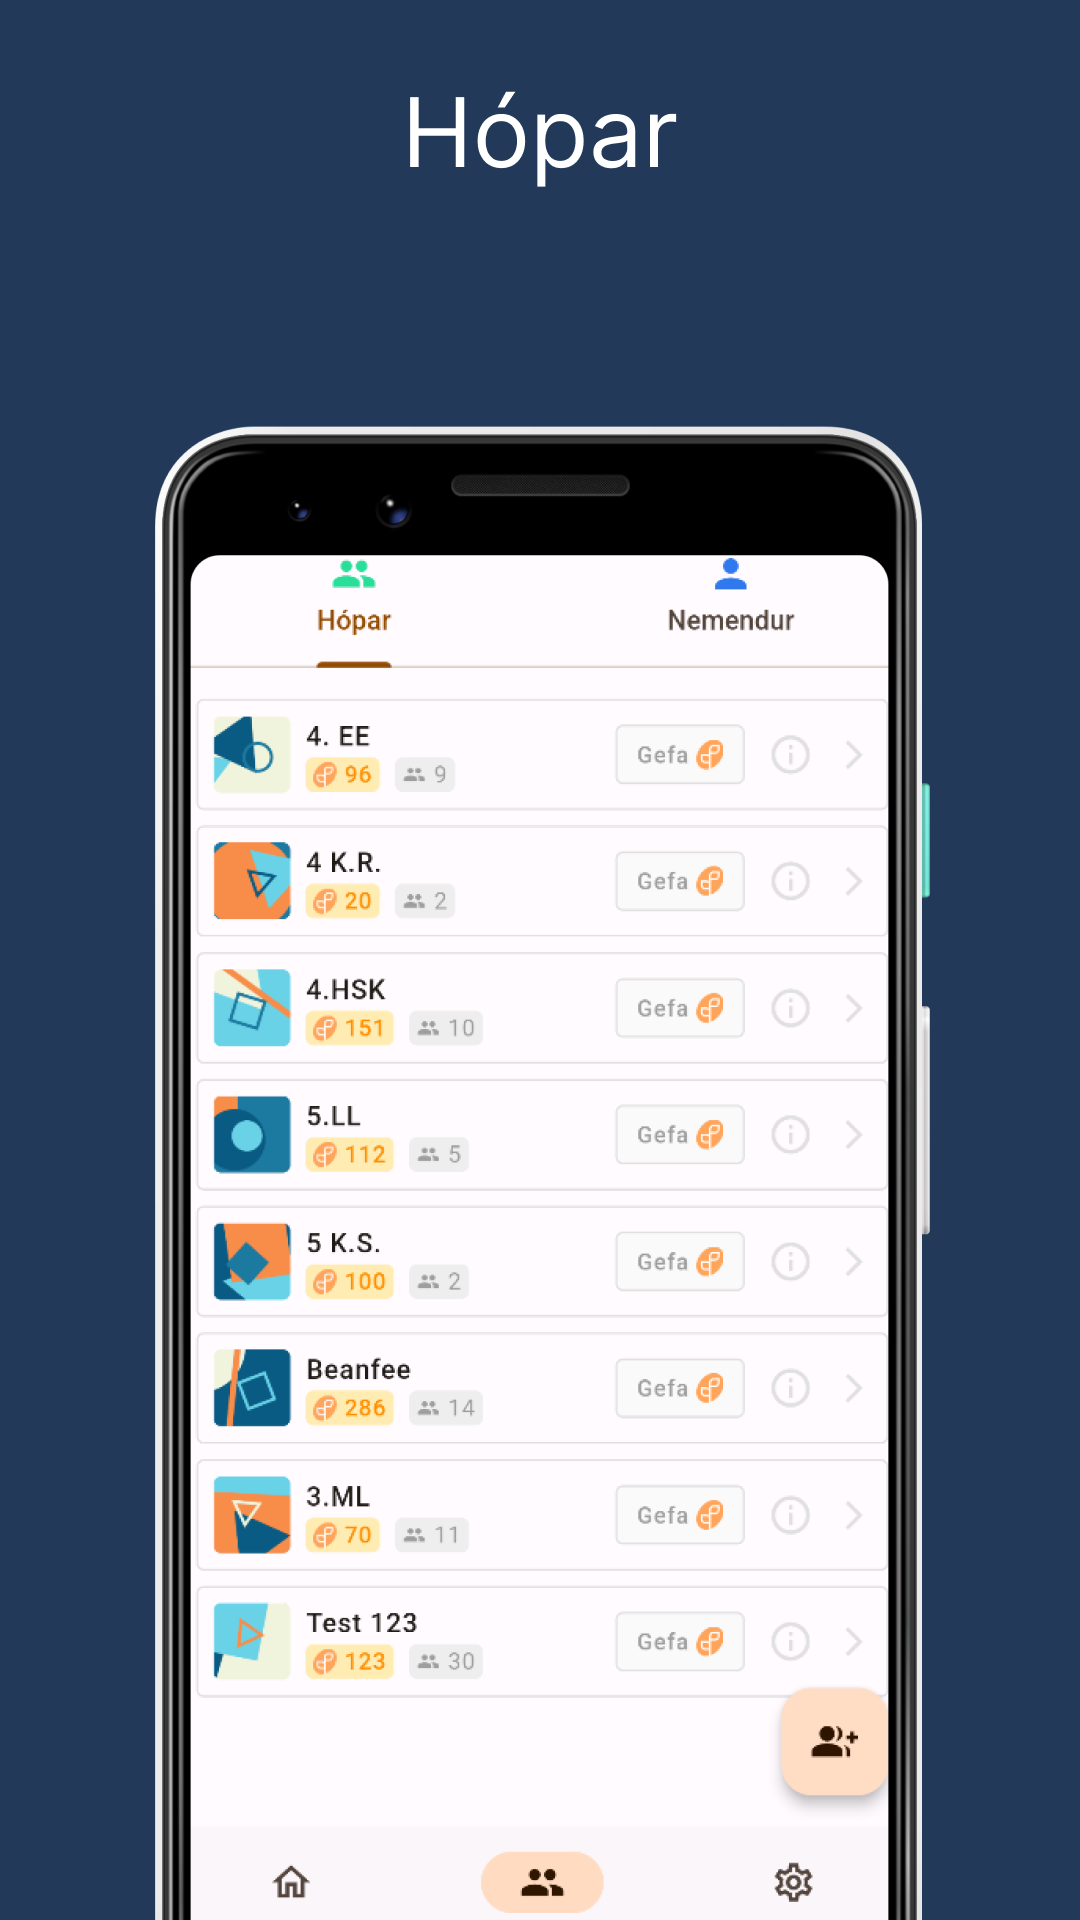 Hópar
Hópar
Nemendur
4. EE
96
9
Gefa
4 K.R.
20
2
Gefa
4.HSK
151
10
Gefa
5.LL
112
5
Gefa
5 K.S.
100
2
Gefa
Beanfee
286
14
Gefa
3.ML
70
11
Gefa
Test 123
123
30
Gefa